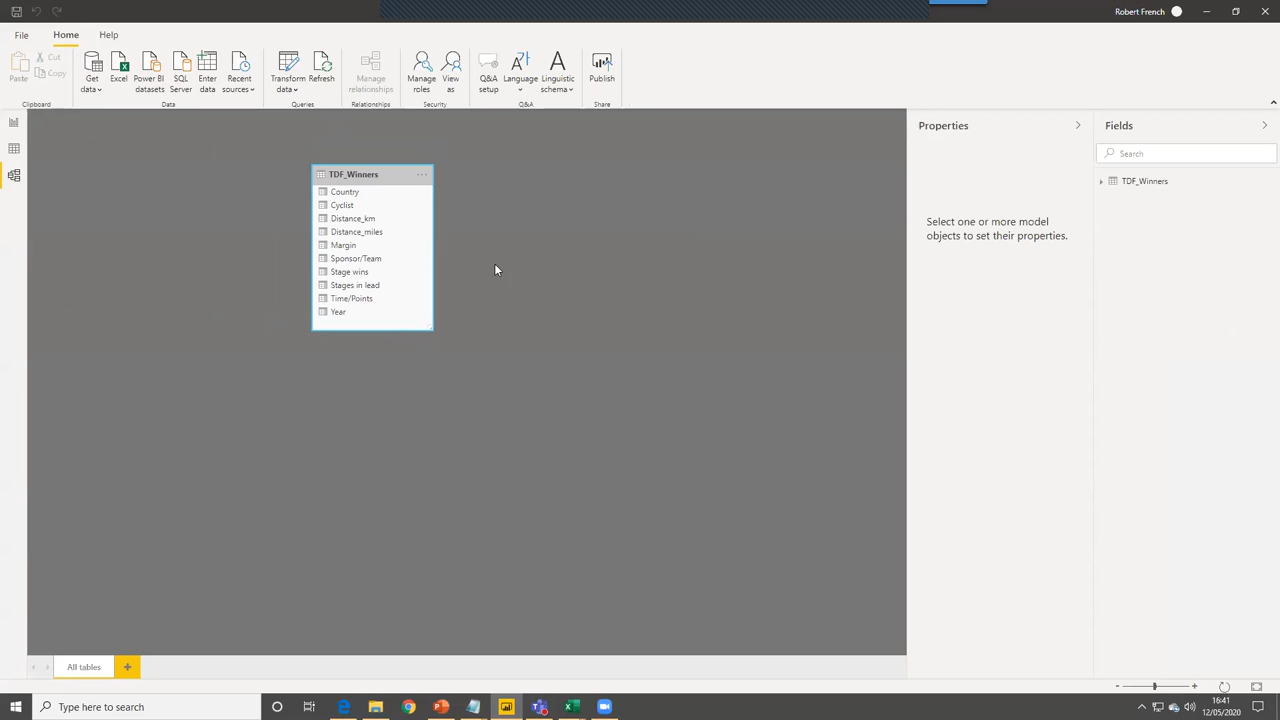 Robert French
File Home Help
Paste
Cut
Copy
Clipboard
Get data
Excel
Power BI datasets
SQL Server
Enter data
Recent sources
Data
Transform data
Refresh
Queries
Manage relationships
Relationships
Manage roles
View as
Security
Q&A setup
Language
Linguistic schema
Q&A
Publish
Share
TDF_Winners
Country
Cyclist
Distance_km
Distance_miles
Margin
Sponsor/Team
Stage wins
Stages in lead
Time/Points
Year
Properties
Select one or more model
objects to set their properties.
Fields
Search
TDF_Winners
All tables
Type here to search
16:41
12/05/2020